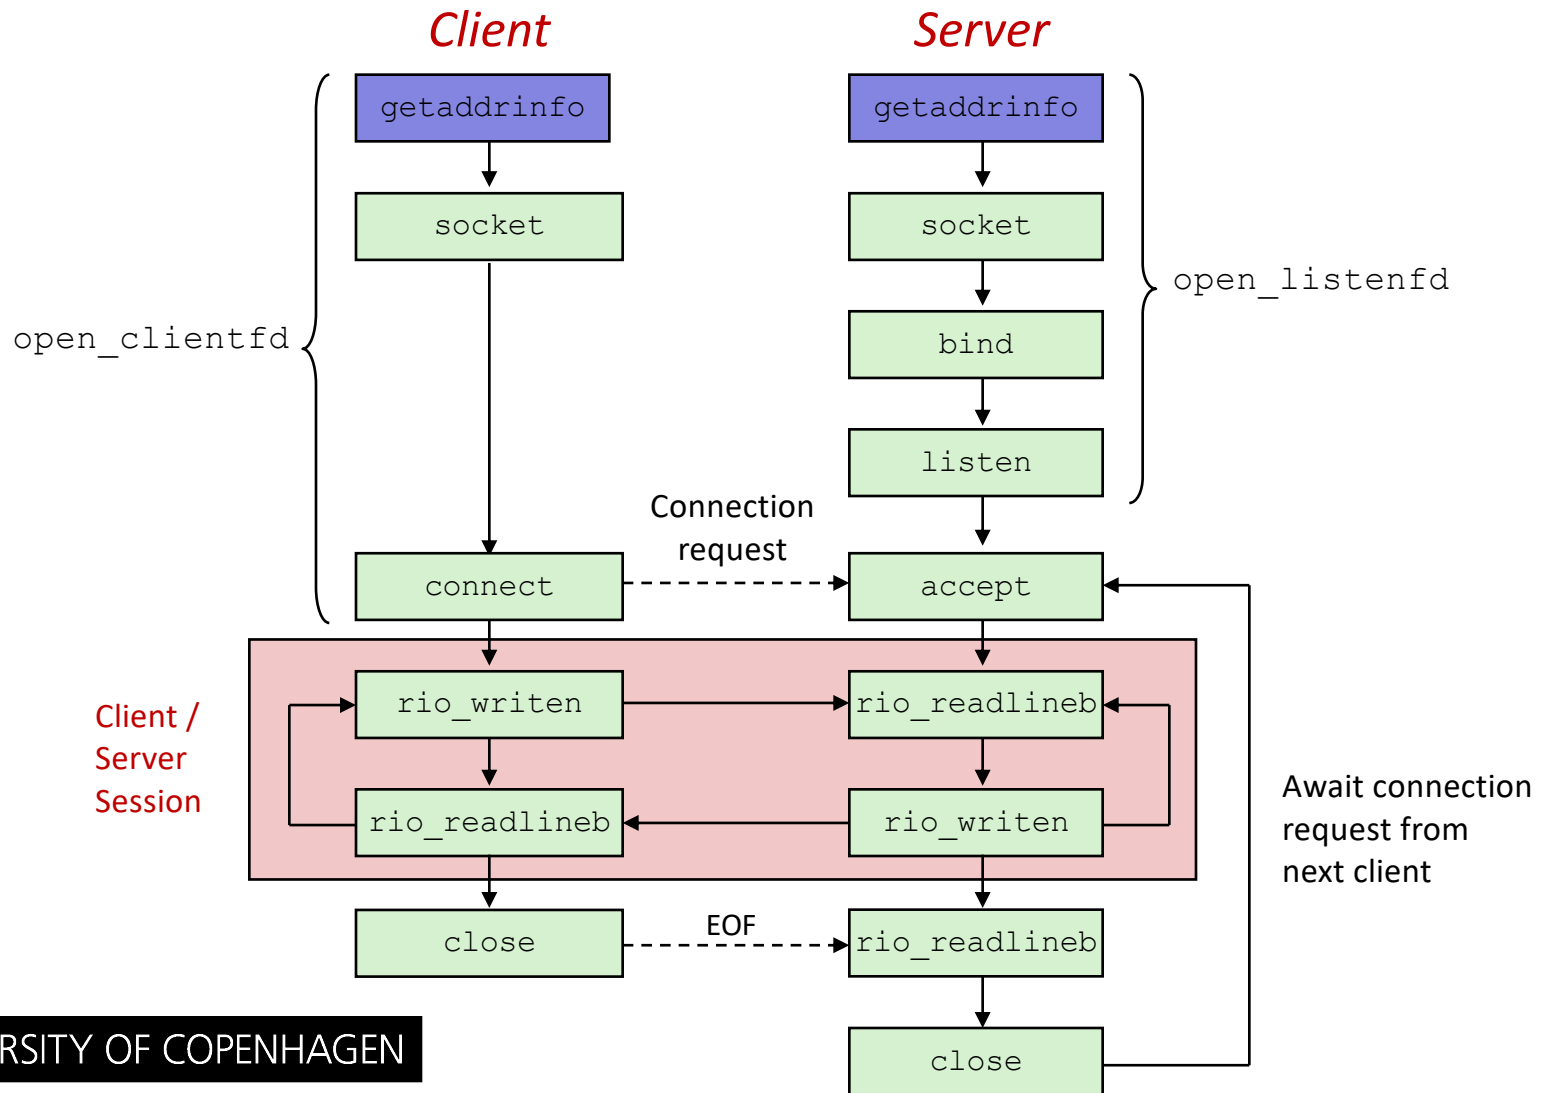 Client
Server
getaddrinfo
getaddrinfo
socket
socket
open_listenfd
open_clientfd
bind
listen
Connection
request
connect
accept
Client /
Server
Session
rio_writen
rio_readlineb
rio_readlineb
rio_writen
Await connection
request from
next client
close
EOF
rio_readlineb
RSITY OF COPENHAGEN
close